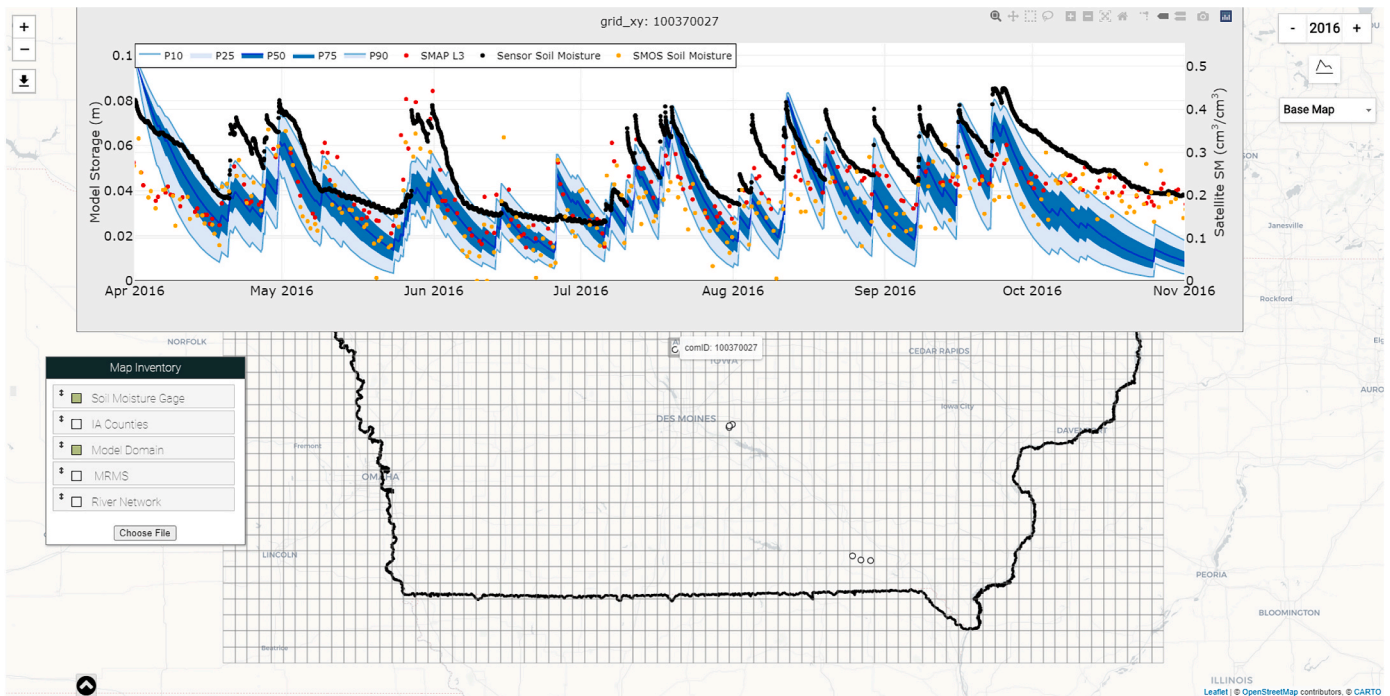 grid_xy: 100370027
+
−
- 2016 +
Base Map
P10 P25 P50 P75 P90 SMAP L3 Sensor Soil Moisture SMOS Soil Moisture
Model Storage (m)
0.1
0.08
0.06
0.04
0.02
0
Satellite SM (cm³/cm³)
0.5
0.4
0.3
0.2
0.1
0
Apr 2016 May 2016 Jun 2016 Jul 2016 Aug 2016 Sep 2016 Oct 2016 Nov 2016
Janesville
Rockford
NORFOLK
comID: 100370027
IOWA
CEDAR RAPIDS
Map Inventory
Soil Moisture Gage
IA Counties
Model Domain
MRMS
River Network
Choose File
DES MOINES
Iowa City
DAVENPORT
Fremont
OMAHA
LINCOLN
Beatrice
PEORIA
BLOOMINGTON
ILLINOIS
Leaflet | © OpenStreetMap contributors, © CARTO